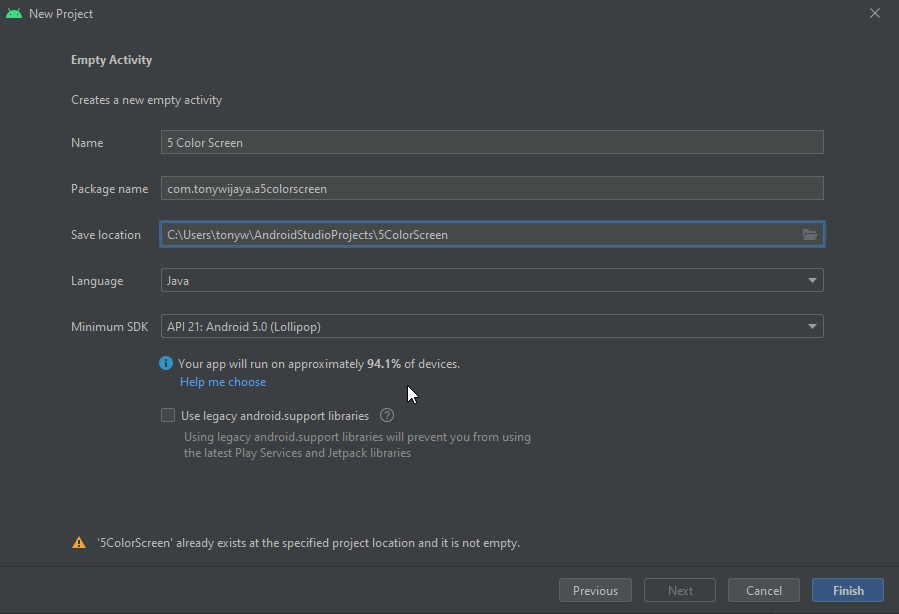 New Project
Empty Activity
Creates a new empty activity
Name 5 Color Screen
Package name com.tonywijaya.a5colorscreen
Save location C:\Users\tonyw\AndroidStudioProjects\5ColorScreen
Language Java
Minimum SDK API 21: Android 5.0 (Lollipop)
i Your app will run on approximately 94.1% of devices.
Help me choose
Use legacy android.support libraries ?
Using legacy android.support libraries will prevent you from using
the latest Play Services and Jetpack libraries
'5ColorScreen' already exists at the specified project location and it is not empty.
Previous Next Cancel Finish